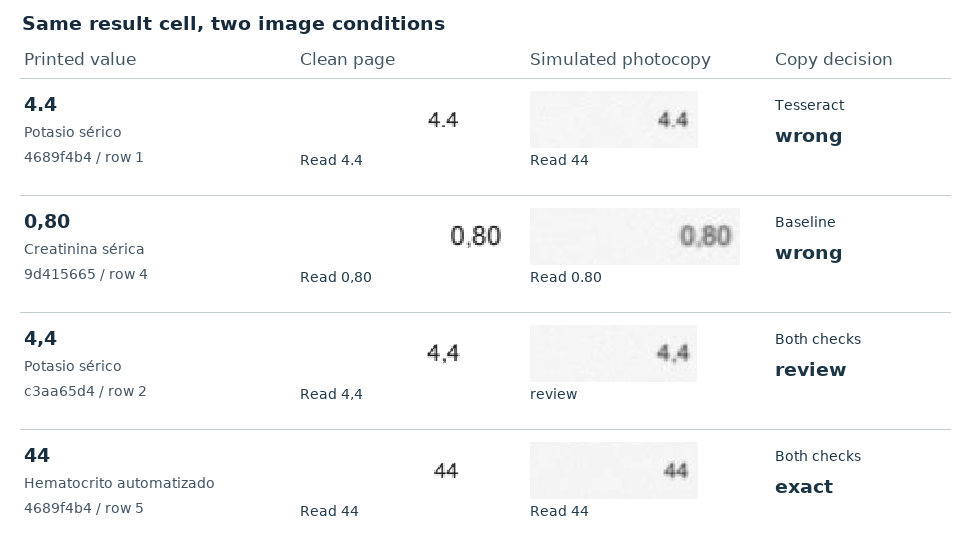 Same result cell, two image conditions
Printed value Clean page Simulated photocopy Copy decision
4.4 4.4 4.4 Tesseract
Potasio sérico wrong
4689f4b4 / row 1 Read 4.4 Read 44
0,80 0,80 0,80 Baseline
Creatinina sérica wrong
9d415665 / row 4 Read 0,80 Read 0.80
4,4 4,4 4,4 Both checks
Potasio sérico review
c3aa65d4 / row 2 Read 4,4 review
44 44 44 Both checks
Hematocrito automatizado exact
4689f4b4 / row 5 Read 44 Read 44